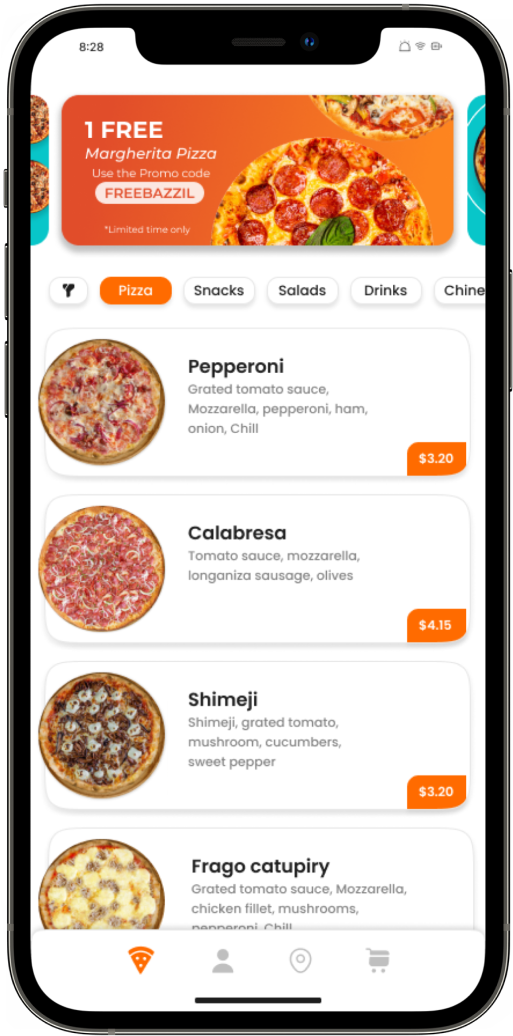 8:28
1 FREE
Margherita Pizza
Use the Promo code
FREEBAZZIL
*Limited time only
Pizza
Snacks
Salads
Drinks
Chine
Pepperoni
Grated tomato sauce,
Mozzarella, pepperoni, ham,
onion, Chill
$3.20
Calabresa
Tomato sauce, mozzarella,
longaniza sausage, olives
$4.15
Shimeji
Shimeji, grated tomato,
mushroom, cucumbers,
sweet pepper
$3.20
Frago catupiry
Grated tomato sauce, Mozzarella,
chicken fillet, mushrooms,
pepperoni, Chill